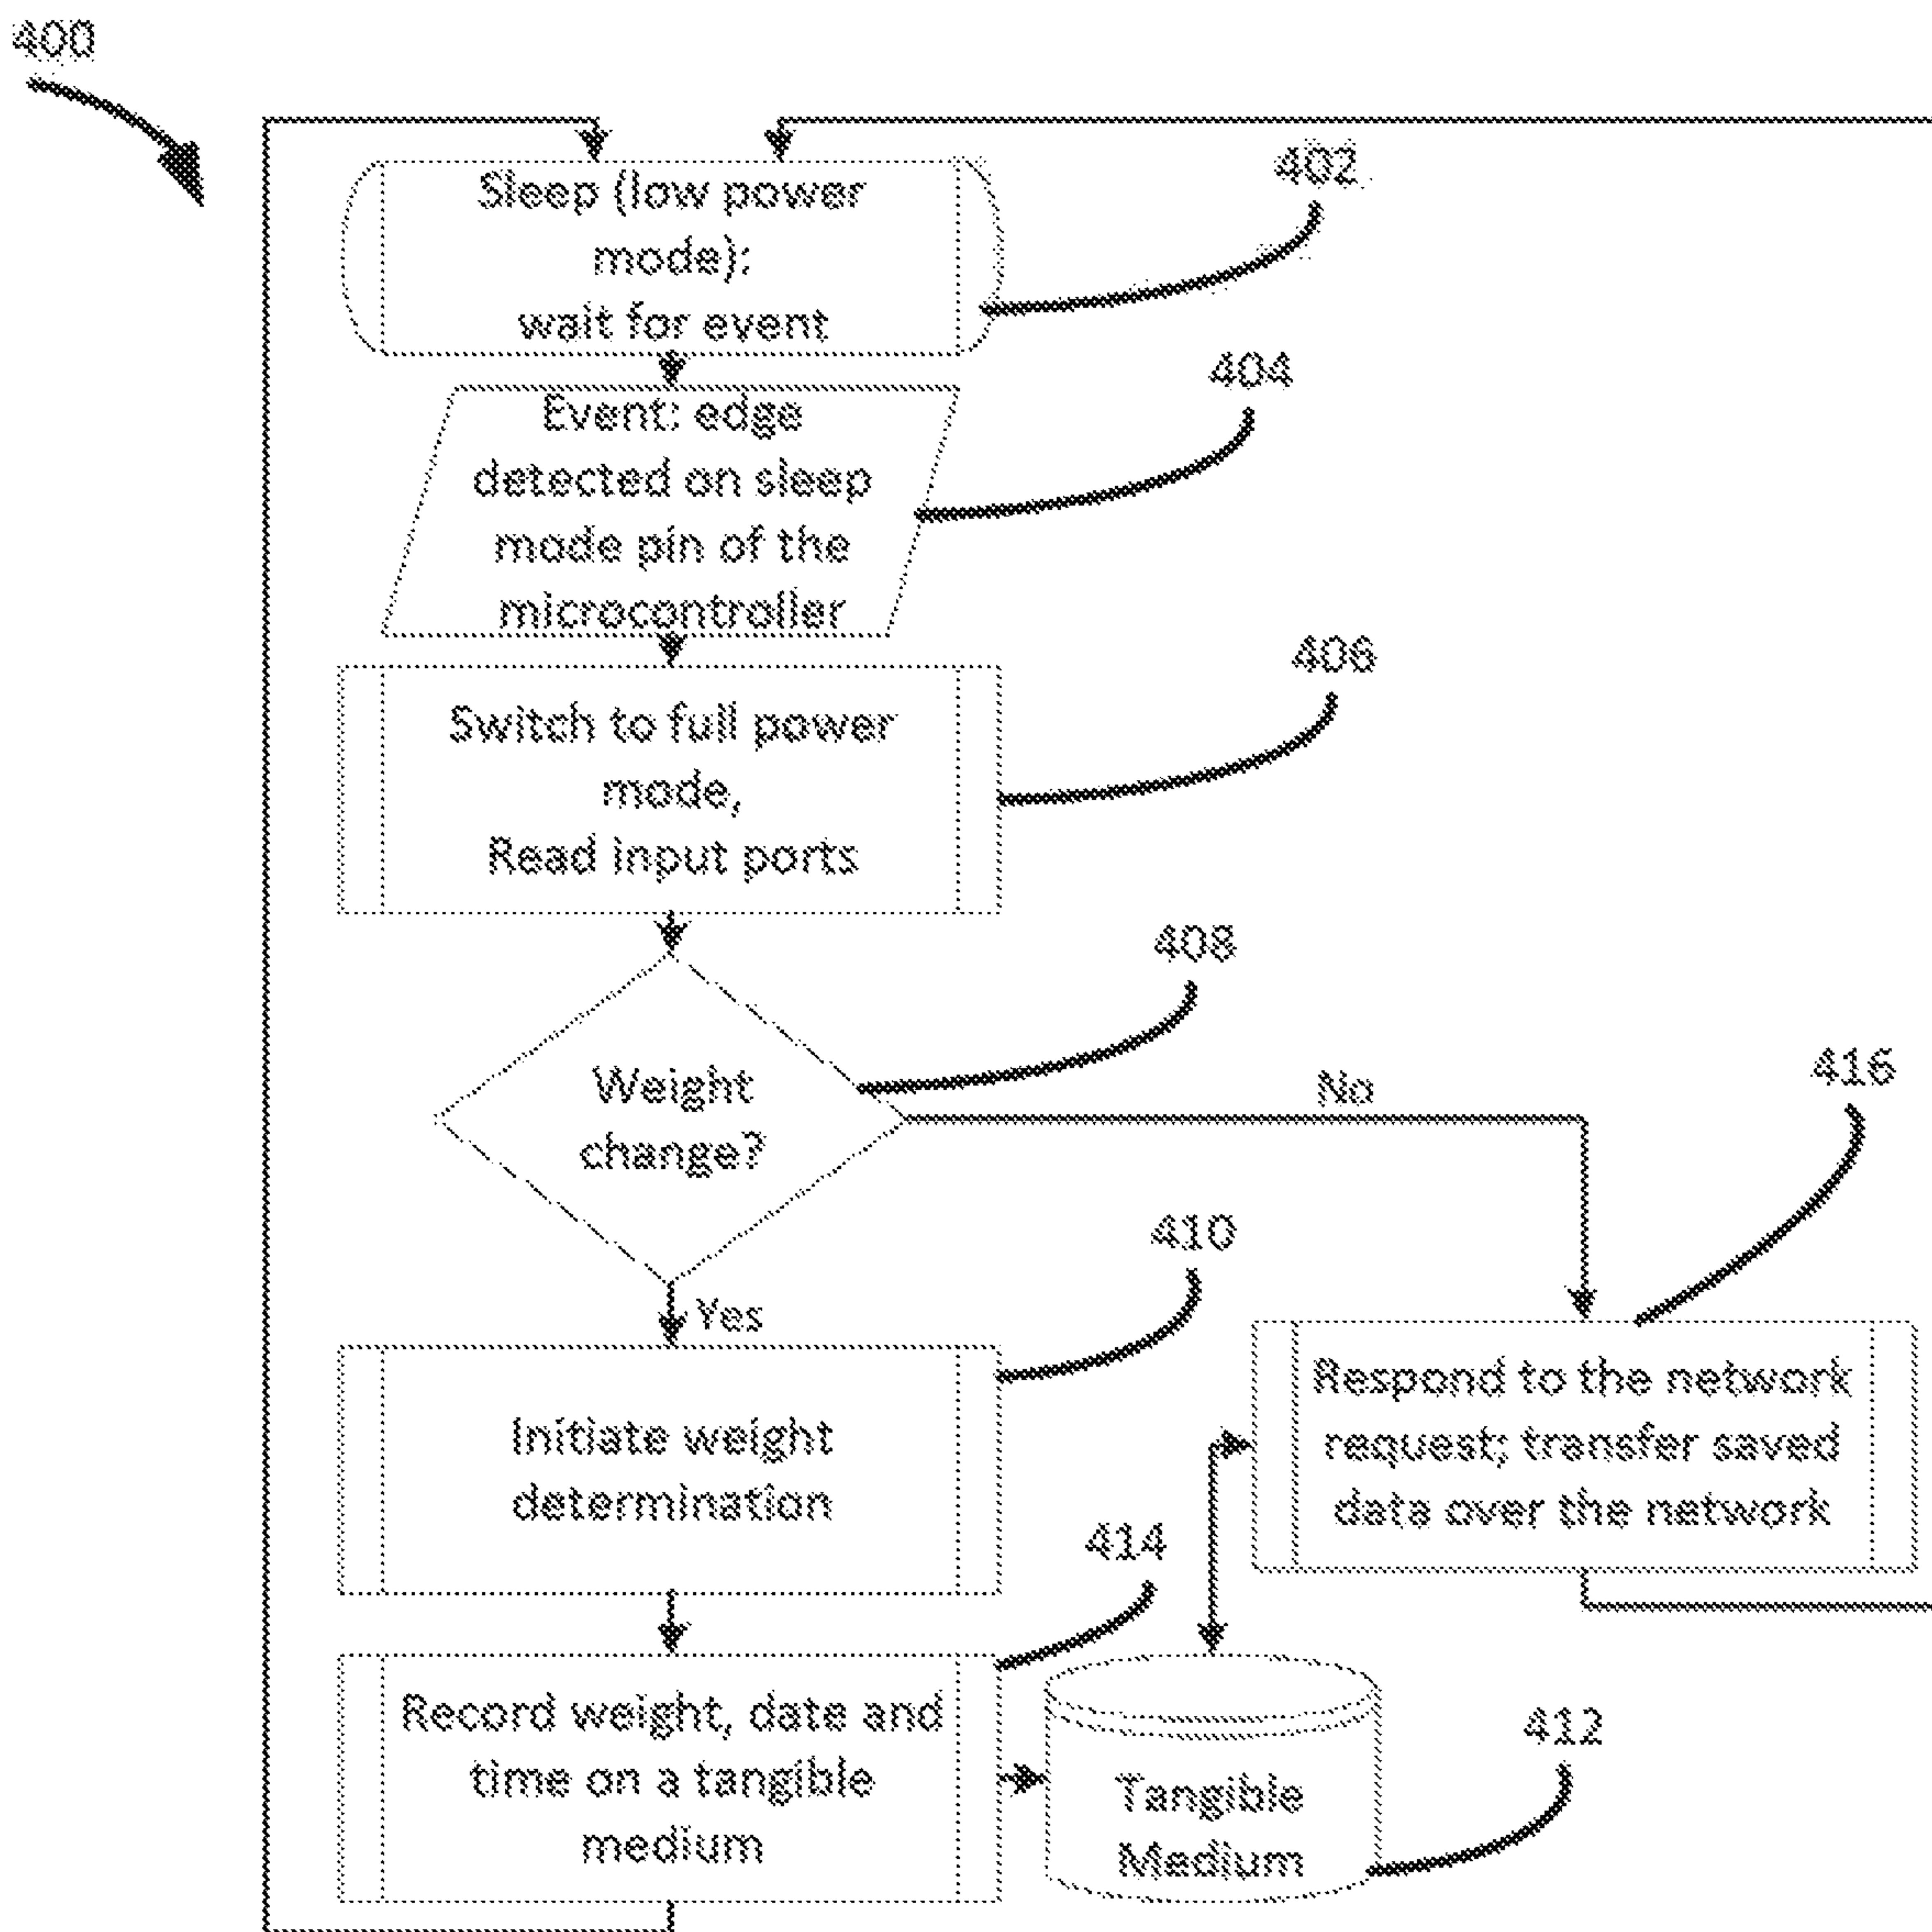 400
402
Sleep (low power
mode):
wait for event
404
Event: edge
detected on sleep
mode pin of the
microcontroller
406
Switch to full power
mode,
Read input ports
408
Weight
change?
No
416
Yes
410
Initiate weight
determination
Respond to the network
request; transfer saved
data over the network
414
Record weight, date and
time on a tangible
medium
412
Tangible
Medium